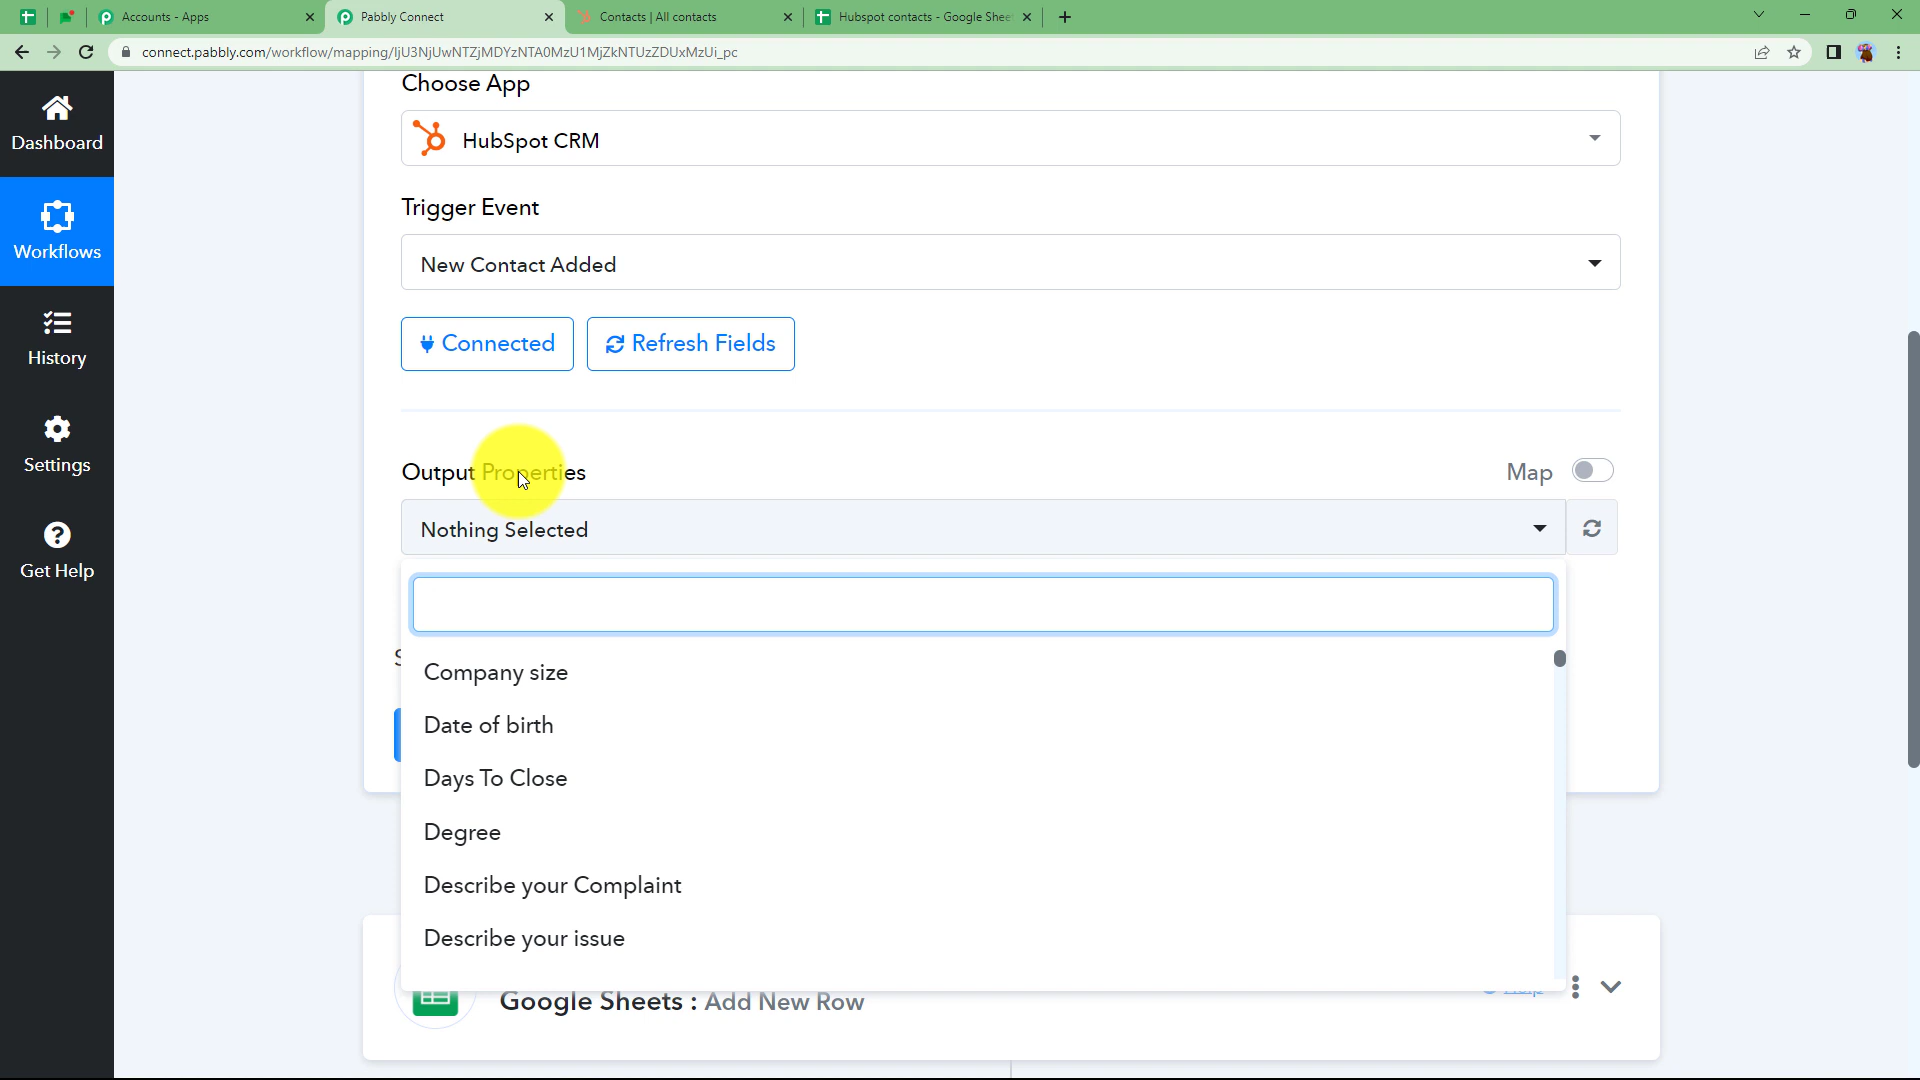 Accounts - Apps
Pabbly Connect
Contacts | All contacts
Hubspot contacts - Google Shee
connect.pabbly.com/workflow/mapping/IjU3NjUwNTZjMDYzNTA0MzU1MjZkNTUzZDUxMzUi_pc
Choose App
HubSpot CRM
Trigger Event
New Contact Added
Connected
Refresh Fields
Output Properties
Map
Nothing Selected
Company size
Date of birth
Days To Close
Degree
Describe your Complaint
Describe your issue
Google Sheets : Add New Row
Dashboard
Workflows
History
Settings
Get Help